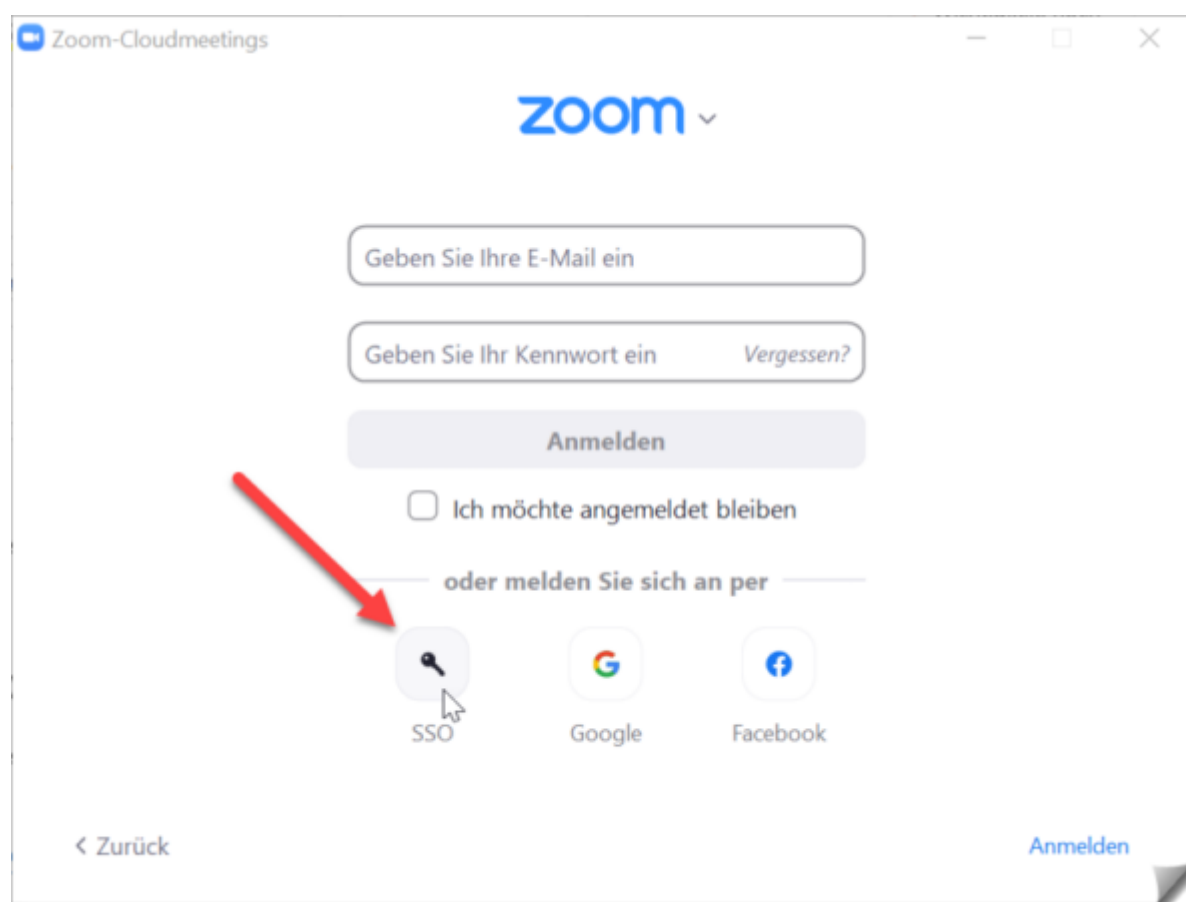 Zoom-Cloudmeetings
zoom
Geben Sie Ihre E-Mail ein
Geben Sie Ihr Kennwort ein Vergessen?
Anmelden
Ich möchte angemeldet bleiben
oder melden Sie sich an per
SSO Google Facebook
Zurück Anmelden